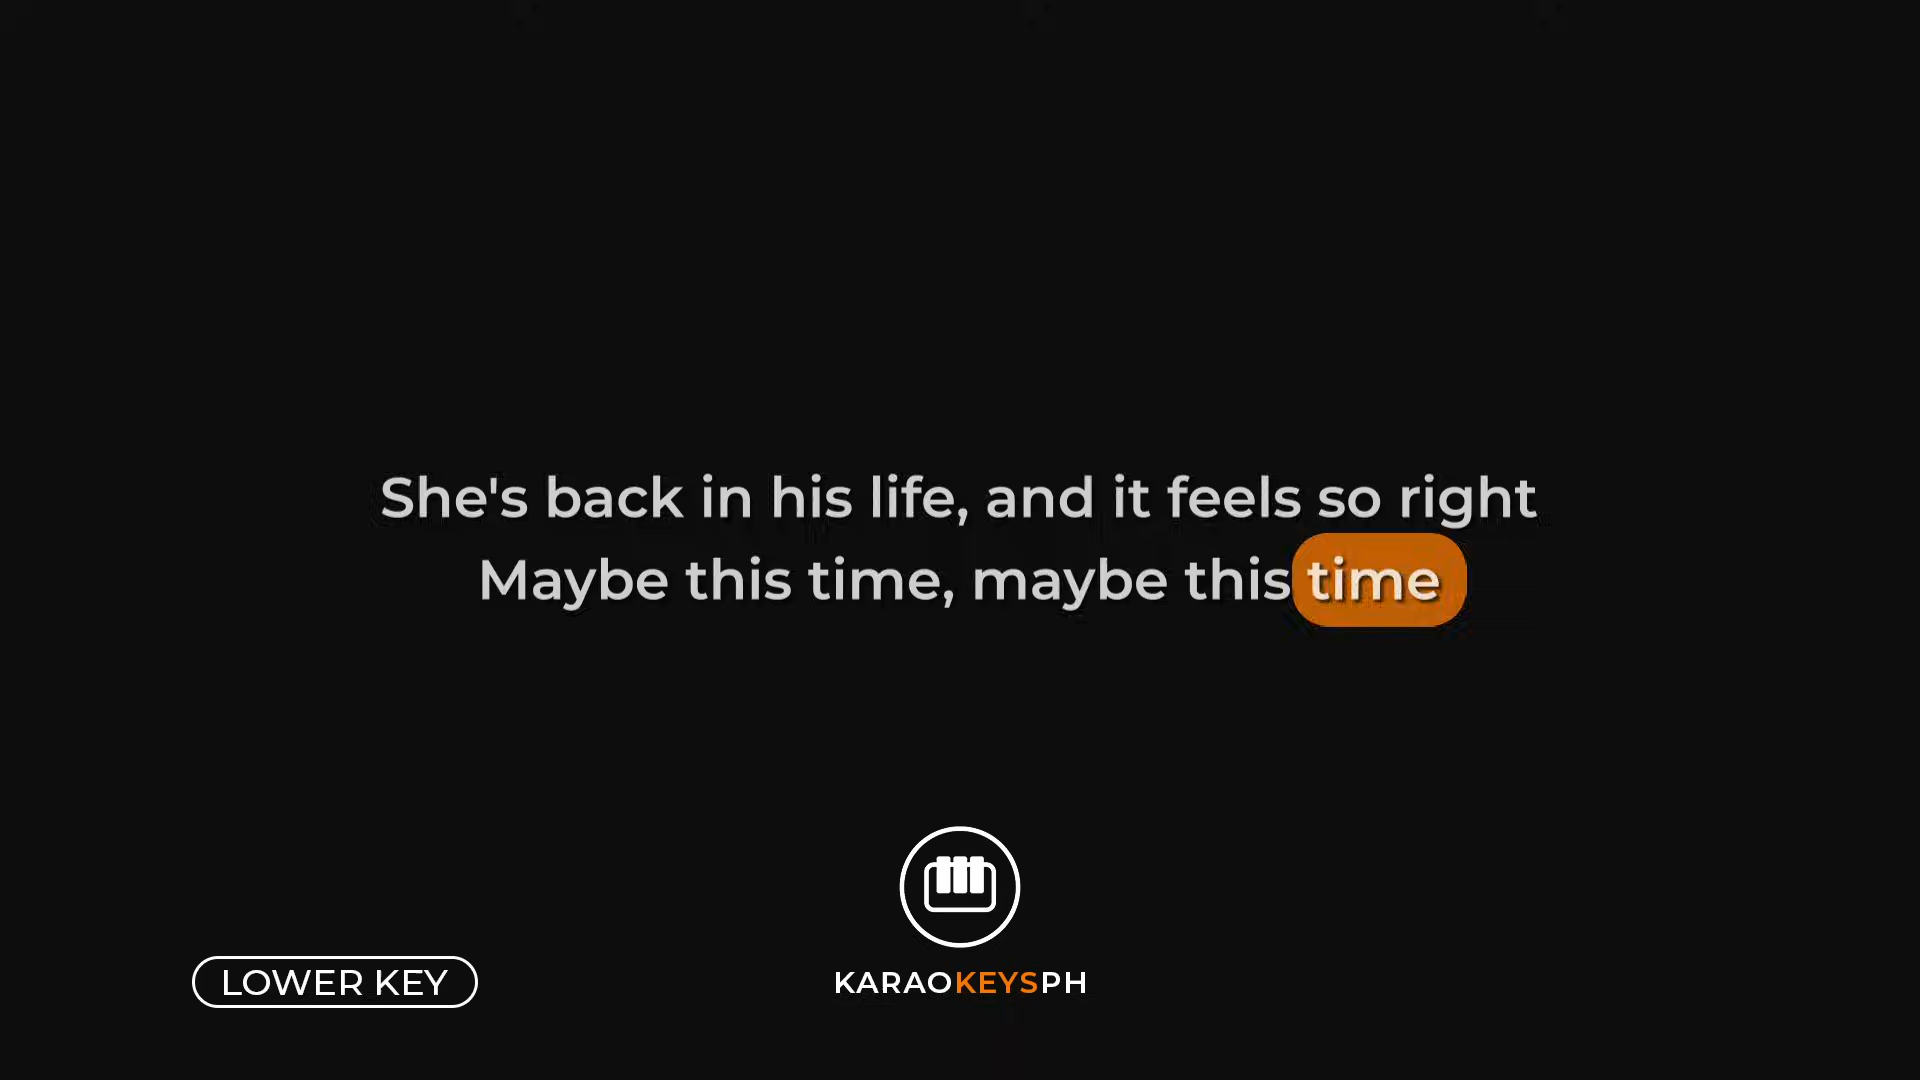 She's back in his life, and it feels so right
Maybe this time, maybe this time
LOWER KEY
KARAOKEYSPH